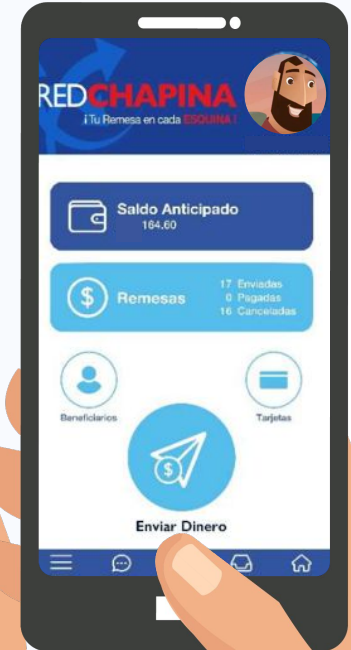 REDCHAPINA
¡Tu Remesa en cada ESQUINA!
Saldo Anticipado
164.60
Remesas
17 Enviadas
0 Pagadas
16 Canceladas
Beneficiarios
Tarjetas
Enviar Dinero